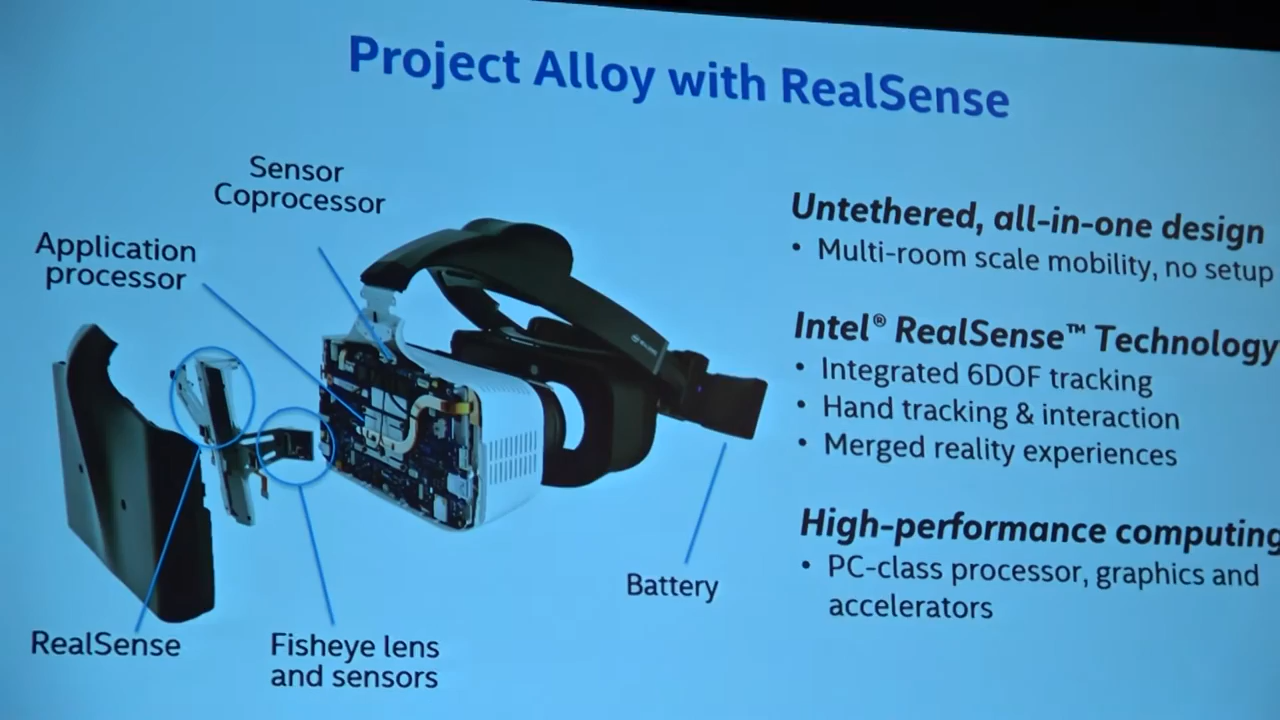 Project Alloy with RealSense
Sensor
Coprocessor
Application
processor
RealSense
Fisheye lens
and sensors
Battery
Untethered, all-in-one design
• Multi-room scale mobility, no setup
Intel® RealSense™ Technology
• Integrated 6DOF tracking
• Hand tracking & interaction
• Merged reality experiences
High-performance computing
• PC-class processor, graphics and
accelerators